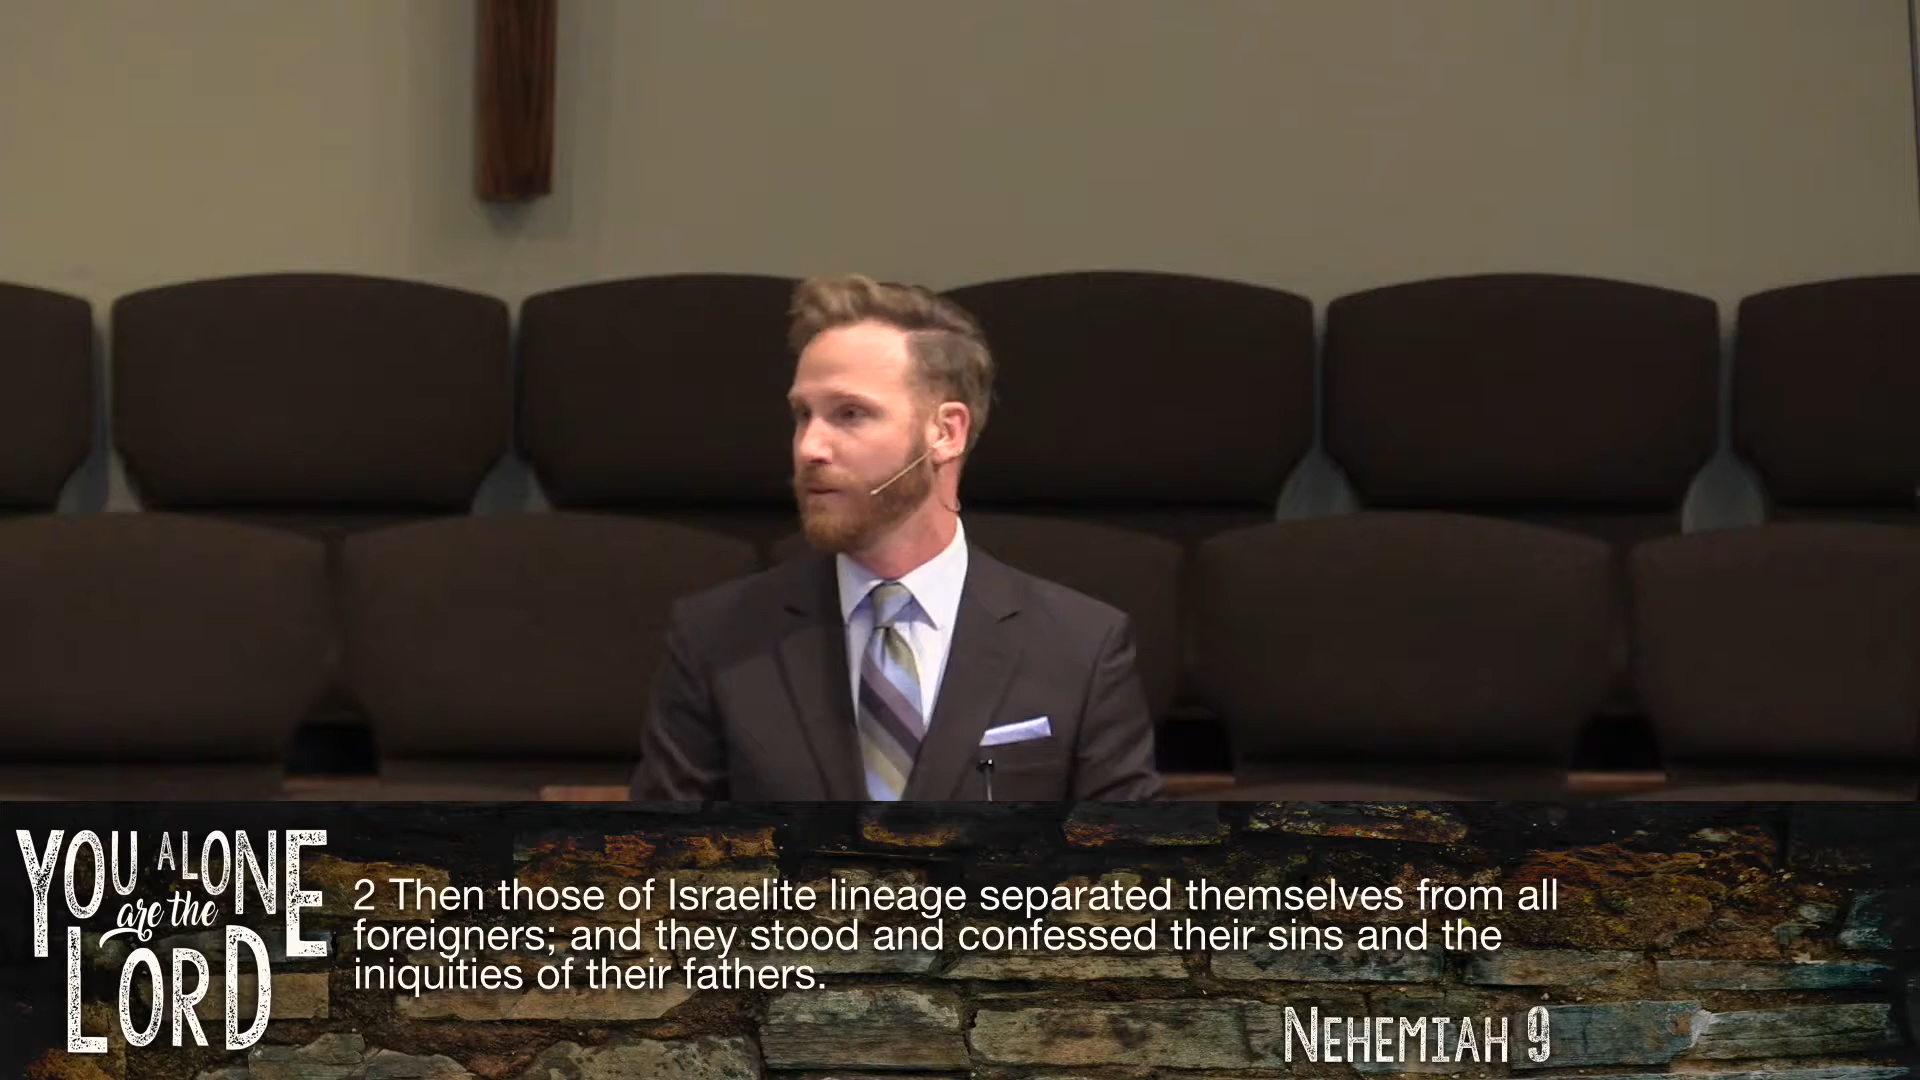 YOU ALONE
are the
LORD
2 Then those of Israelite lineage separated themselves from all
foreigners; and they stood and confessed their sins and the
iniquities of their fathers.
NEHEMIAH 9